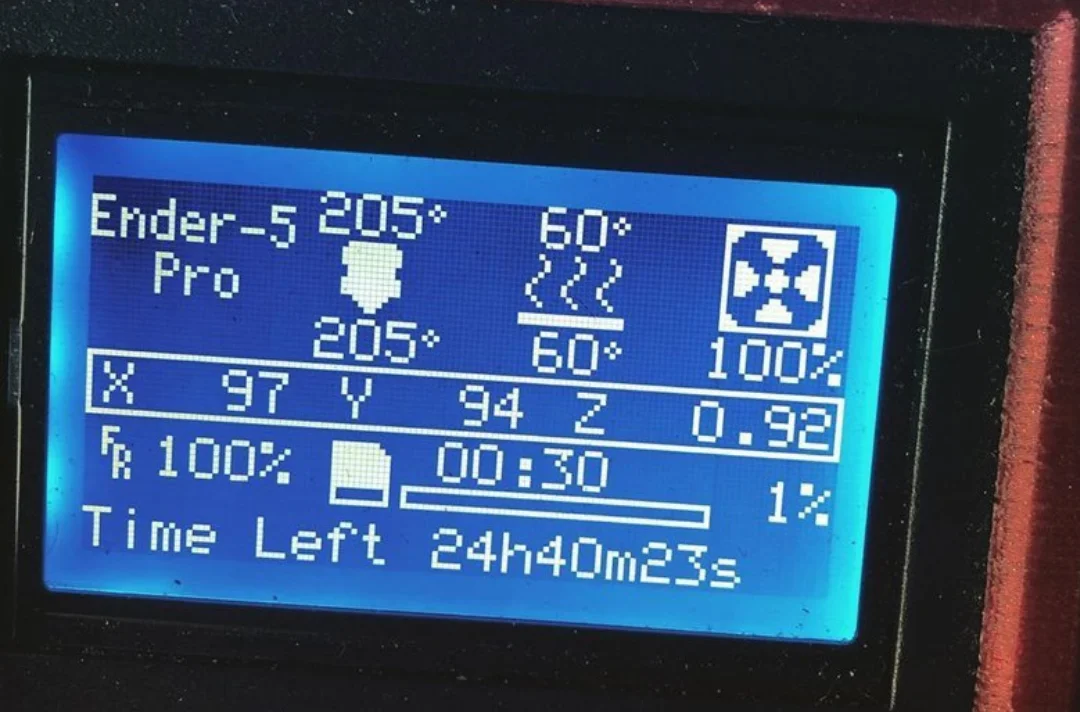 Ender-5 205° 60°
Pro
205° 60° 100%
X 97 Y 94 Z 0.92
FR 100% 00:30 1%
Time Left 24h40m23s